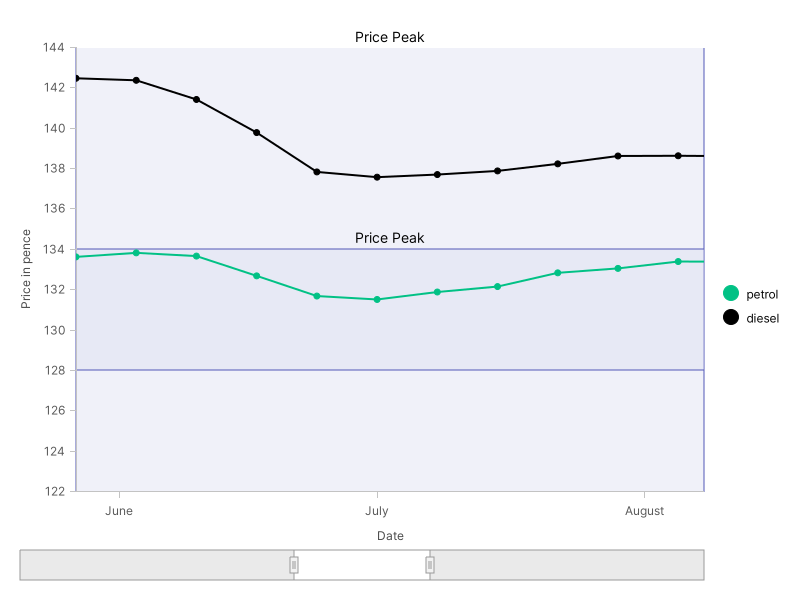 Price Peak
144
142
140
138
136
Price Peak
134
132
130
128
126
124
122
Price in pence
June
July
August
Date
petrol
diesel